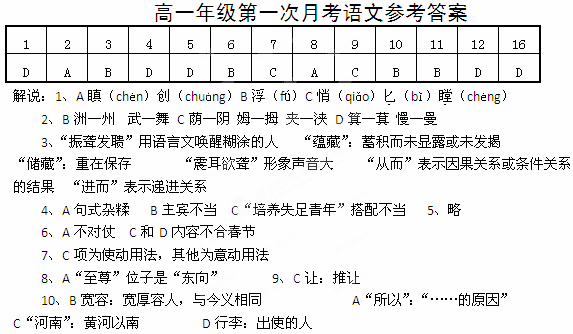 高一年级第一次月考语文参考答案
1 2 3 4 5 6 7 8 9 10 11 12 16
D A B D D B C A C B B D D
解说：1、A瞋（chēn）创（chuāng）B浮（fú）C悄（qiǎo）匕（bǐ）瞠（chēng）
2、B洲一州 武一舞 C荫一阴 姆一拇 夹一浃 D箕一萁 慢一曼
3、“振聋发聩”用语言文唤醒糊涂的人 “蕴藏”：蓄积而未显露或未发掲
“储藏”：重在保存 “震耳欲聋”形象声音大 “从而”表示因果关系或条件关系
的结果 “进而”表示递进关系
4、A句式杂糅 B主宾不当 C“培养失足青年”搭配不当 5、略
6、A不对仗 C和D内容不合春节
7、C项为使动用法，其他为意动用法
8、A“至尊”位子是“东向” 9、C让：推让
10、B宽容：宽厚容人，与今义相同 A“所以”：“……的原因”
C“河南”：黄河以南 D行李：出使的人